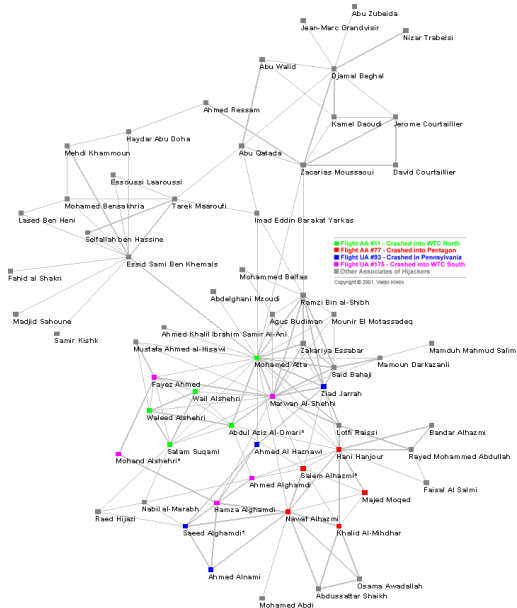 Abu Zubeida
Jean-Marc Grandvisir
Nizar Trabelsi
Abu Walid
Djamal Beghal
Ahmed Ressam
Kamel Daoudi
Jerome Courtaillier
Haydar Abu Doha
Mehdi Khammoun
Abu Qatada
Zacarias Moussaoui
David Courtaillier
Essoussi Laaroussi
Mohamed Bensakhria
Tarek Maaroufi
Lased Ben Heni
Imad Eddin Barakat Yarkas
Seifallah ben Hassine
Flight AA #11 - Crashed into WTC North
Flight AA #77 - Crashed into Pentagon
Flight UA #93 - Crashed in Pennsylvania
Flight UA #175 - Crashed into WTC South
Other Associates of Hijackers
Copyright © 2001, Valdis Krebs
Essid Sami Ben Khemais
Fahid al Shakri
Mohammed Belfas
Abdelghani Mzoudi
Ramzi Bin al-Shibh
Madjid Sahoune
Agus Budiman
Mounir El Motassadeq
Samir Kishk
Ahmed Khalil Ibrahim Samir Al-Ani
Mustafa Ahmed al-Hisawi
Zakariya Essabar
Mamduh Mahmud Salim
Mohamed Atta
Said Bahaji
Mamoun Darkazanli
Fayez Ahmed
Ziad Jarrah
Wail Alshehri
Marwan Al-Shehhi
Waleed Alshehri
Abdul Aziz Al-Omari*
Lotfi Raissi
Bandar Alhazmi
Satam Suqami
Ahmed Al Haznawi
Hani Hanjour
Rayed Mohammed Abdullah
Mohand Alshehri*
Salem Alhazmi*
Ahmed Alghamdi
Faisal Al Salmi
Majed Moqed
Nabil al-Marabh
Hamza Alghamdi
Raed Hijazi
Nawaf Alhazmi
Saeed Alghamdi*
Khalid Al-Mihdhar
Ahmed Alnami
Osama Awadallah
Abdussattar Shaikh
Mohamed Abdi